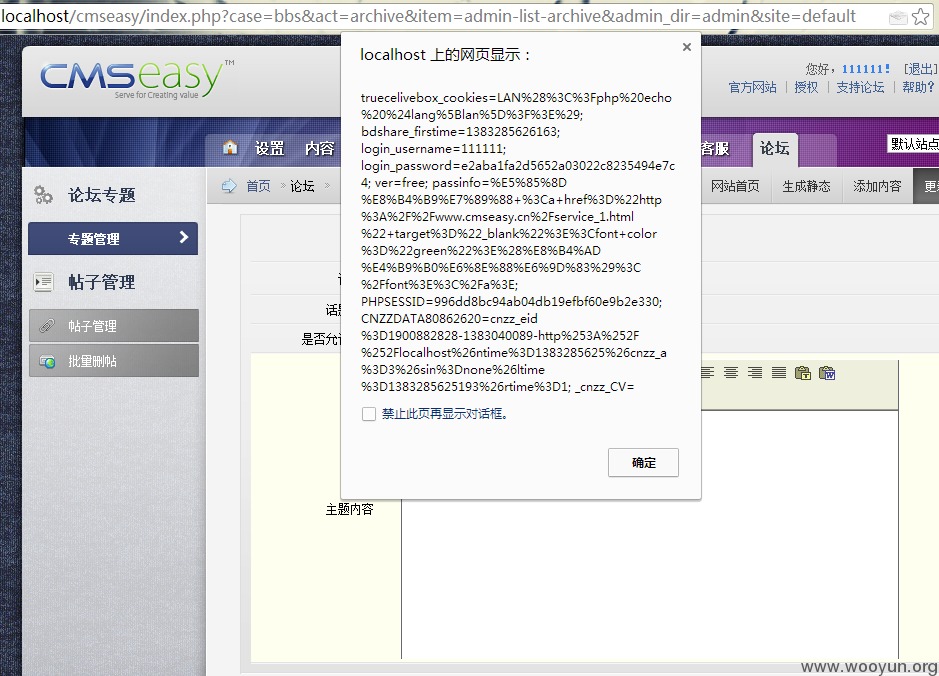 localhost/cmseasy/index.php?case=bbs&act=archive&item=admin-list-archive&admin_dir=admin&site=default
CMSeasy™
Serve for Creating value
您好，111111！ [退出]
官方网站 | 授权 | 支持论坛 | 帮助?
设置 内容
客服 论坛
默认站点
首页 » 论坛 »
网站首页 生成静态 添加内容
论坛专题
专题管理
帖子管理
帖子管理
批量删帖
localhost 上的网页显示：
truecelivebox_cookies=LAN%28%3C%3Fphp%20echo
%20%24lang%5Blan%5D%3F%3E%29;
bdshare_firstime=1383285626163;
login_username=111111;
login_password=e2aba1fa2d5652a03022c8235494e7c
4; ver=free; passinfo=%E5%85%8D
%E8%B4%B9%E7%89%88+%3Ca+href%3D%22http
%3A%2F%2Fwww.cmseasy.cn%2Fservice_1.html
%22+target%3D%22_blank%22%3E%3Cfont+color
%3D%22green%22%3E%28%E8%B4%AD
%E4%B9%B0%E6%8E%88%E6%9D%83%29%3C
%2Ffont%3E%3C%2Fa%3E;
PHPSESSID=996dd8bc94ab04db19efbf60e9b2e330;
CNZZDATA80862620=cnzz_eid
%3D1900882828-1383040089-http%253A%252F
%252Flocalhost%26ntime%3D1383285625%26cnzz_a
%3D3%26sin%3Dnone%26ltime
%3D1383285625193%26rtime%3D1; _cnzz_CV=
禁止此页再显示对话框。
确定
是否允
主题内容
www.wooyun.org